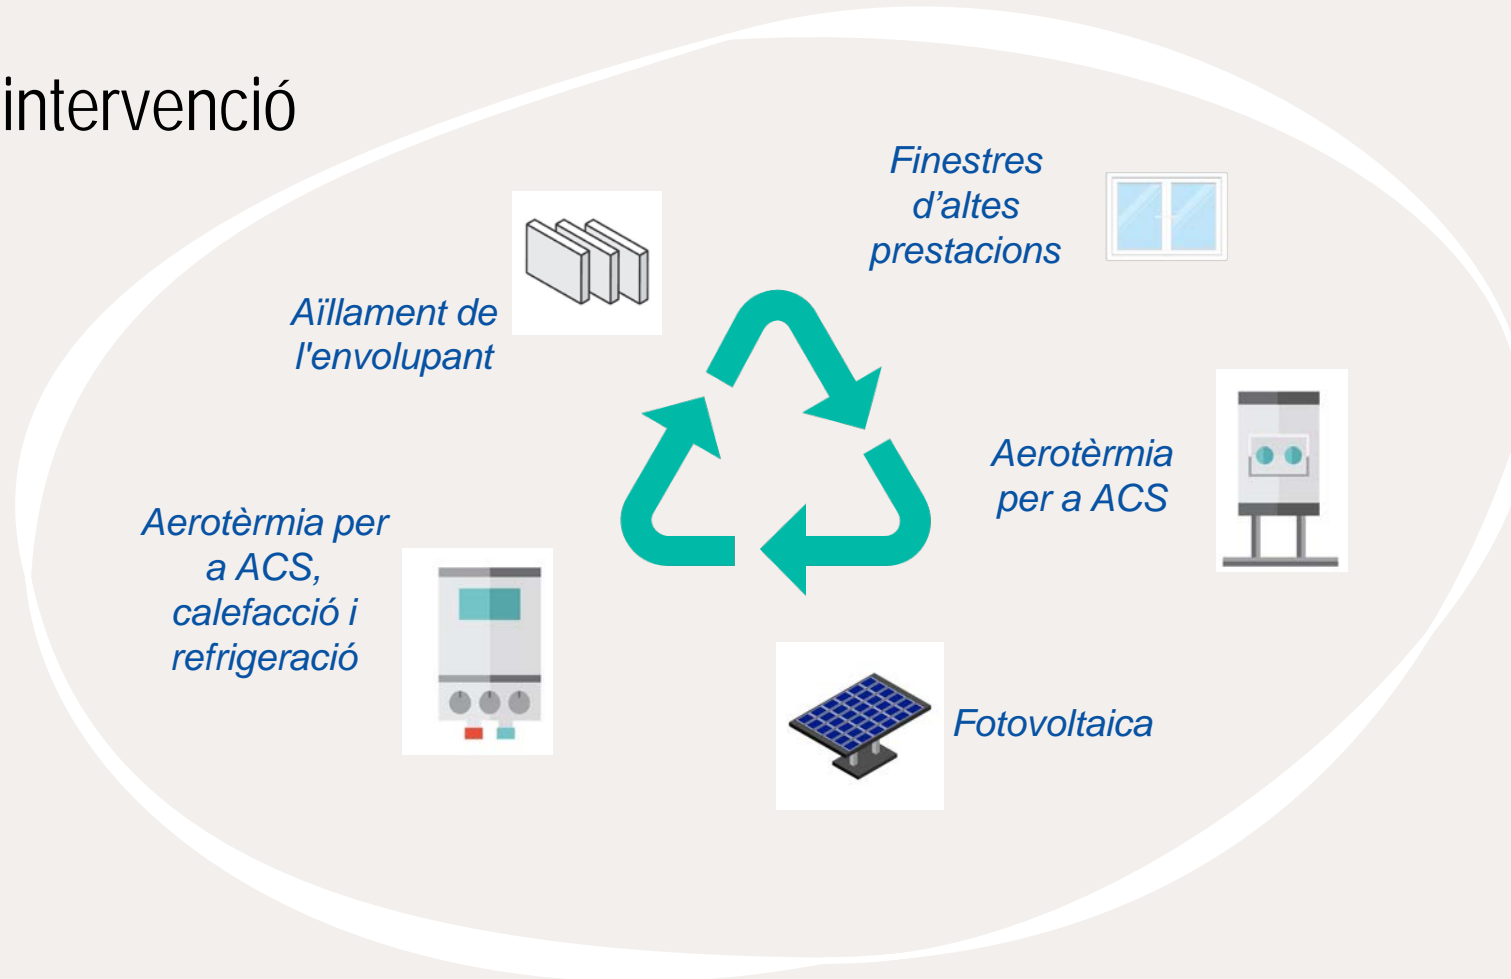 intervenció
Finestres
d’altes
prestacions
Aïllament de
l'envolupant
Aerotèrmia
per a ACS
Aerotèrmia per
a ACS,
calefacció i
refrigeració
Fotovoltaica